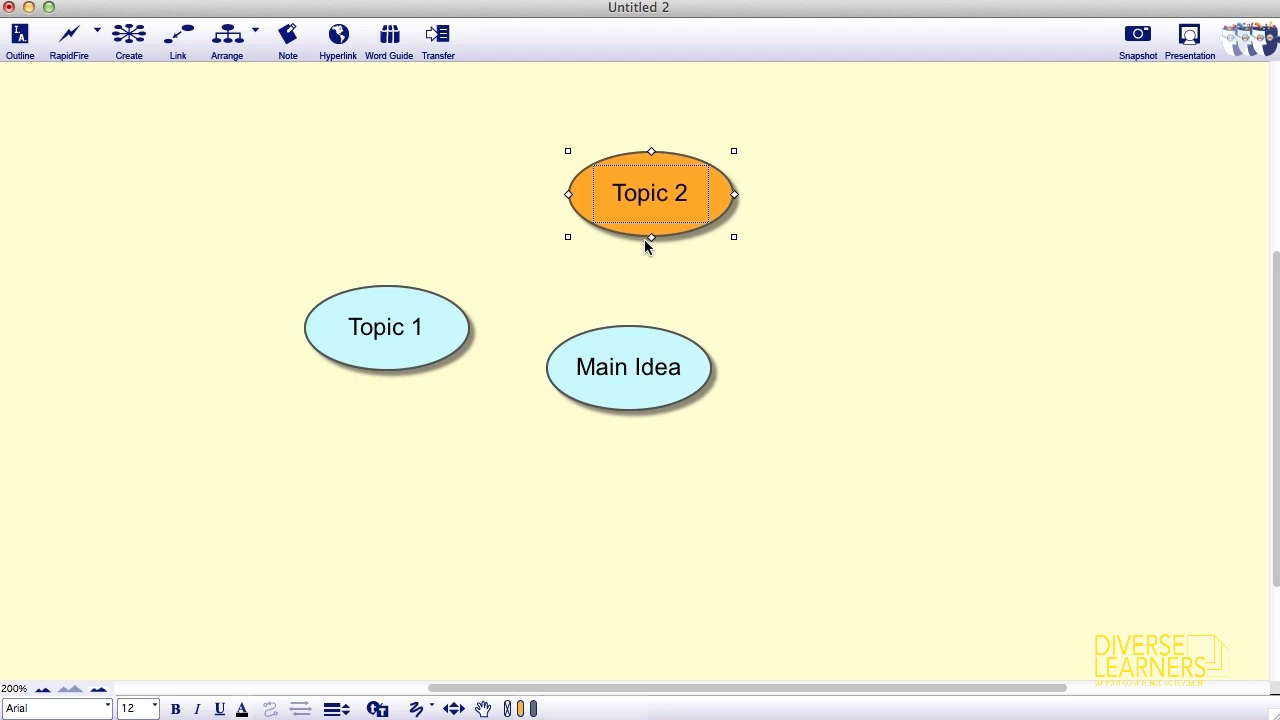 Untitled 2
Outline RapidFire Create Link Arrange Note Hyperlink Word Guide Transfer Snapshot Presentation
Topic 2
Topic 1
Main Idea
DIVERSE
LEARNERS
200%
Arial 12 B I U A